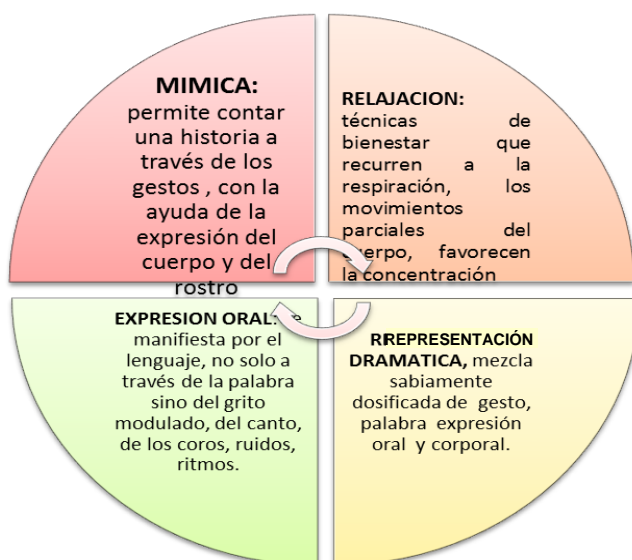 MIMICA:
permite contar
una historia a
través de los
gestos , con la
ayuda de la
expresión del
cuerpo y del
rostro
RELAJACION:
técnicas de
bienestar que
recurren a la
respiración, los
movimientos
parciales del
cuerpo, favorecen
la concentración
EXPRESION ORAL:
manifiesta por el
lenguaje, no solo a
través de la palabra
sino del grito
modulado, del canto,
de los coros, ruidos,
ritmos.
RREPRESENTACIÓN
DRAMATICA, mezcla
sabiamente
dosificada de gesto,
palabra expresión
oral y corporal.